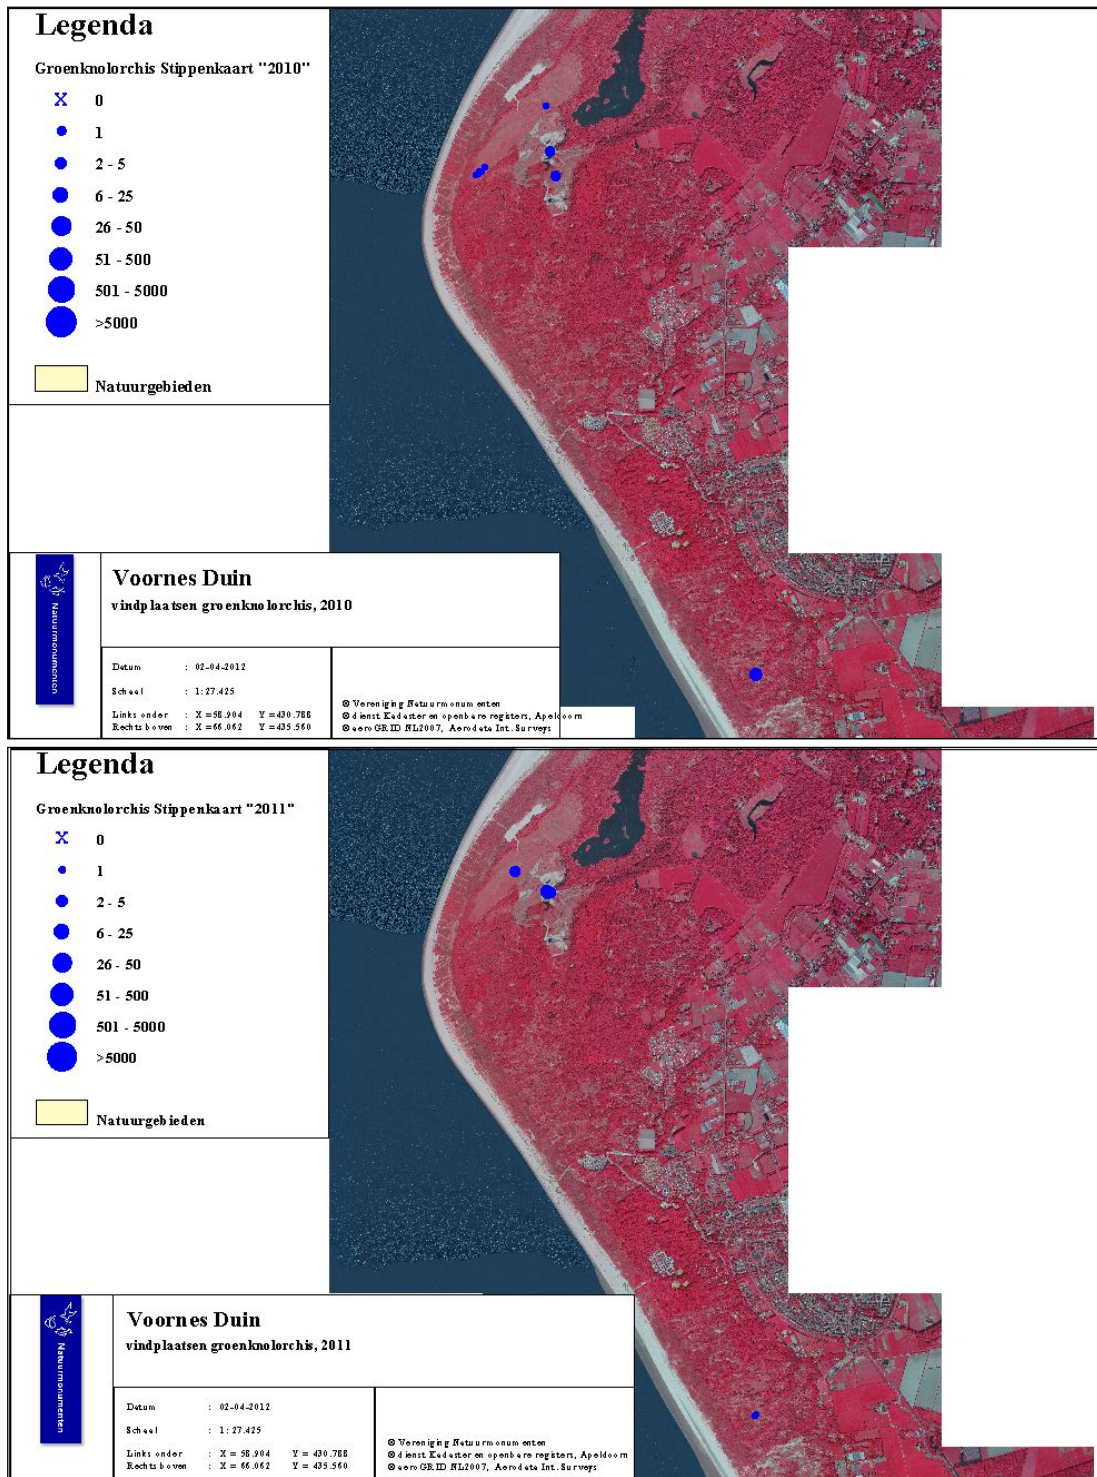 Legenda
Groenknolorchis Stippenkaart "2010"
X 0
1
2 - 5
6 - 25
26 - 50
51 - 500
501 - 5000
>5000
Natuurgebieden
Natuurmonumenten
Voornes Duin
vindplaatsen groenknolorchis, 2010
Datum : 02-04-2012
Schaal : 1:27.425
Links onder : X = 58.904 Y = 430.788
Rechts boven : X = 66.062 Y = 435.560
© Vereniging Natuurmonumenten
© dienst Kadaster en openbare registers, Apeldoorn
© aeroGRID NL2007, Aerodata Int. Surveys
Legenda
Groenknolorchis Stippenkaart "2011"
X 0
1
2 - 5
6 - 25
26 - 50
51 - 500
501 - 5000
>5000
Natuurgebieden
Natuurmonumenten
Voornes Duin
vindplaatsen groenknolorchis, 2011
Datum : 02-04-2012
Schaal : 1:27.425
Links onder : X = 58.904 Y = 430.788
Rechts boven : X = 66.062 Y = 435.560
© Vereniging Natuurmonumenten
© dienst Kadaster en openbare registers, Apeldoorn
© aeroGRID NL2007, Aerodata Int. Surveys